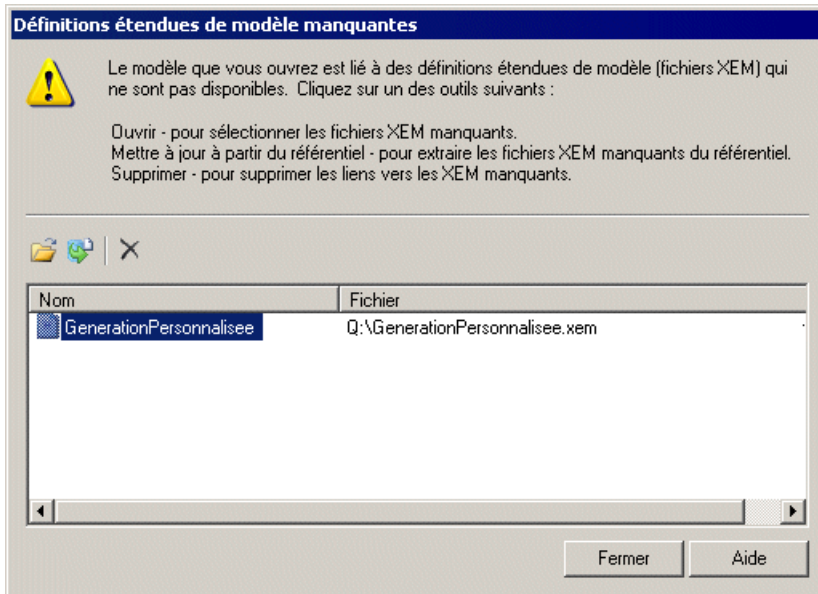 Définitions étendues de modèle manquantes
Le modèle que vous ouvrez est lié à des définitions étendues de modèle (fichiers XEM) qui
ne sont pas disponibles. Cliquez sur un des outils suivants :
Ouvrir - pour sélectionner les fichiers XEM manquants.
Mettre à jour à partir du référentiel - pour extraire les fichiers XEM manquants du référentiel.
Supprimer - pour supprimer les liens vers les XEM manquants.
Nom Fichier
GenerationPersonnalisee Q:\GenerationPersonnalisee.xem
Fermer Aide